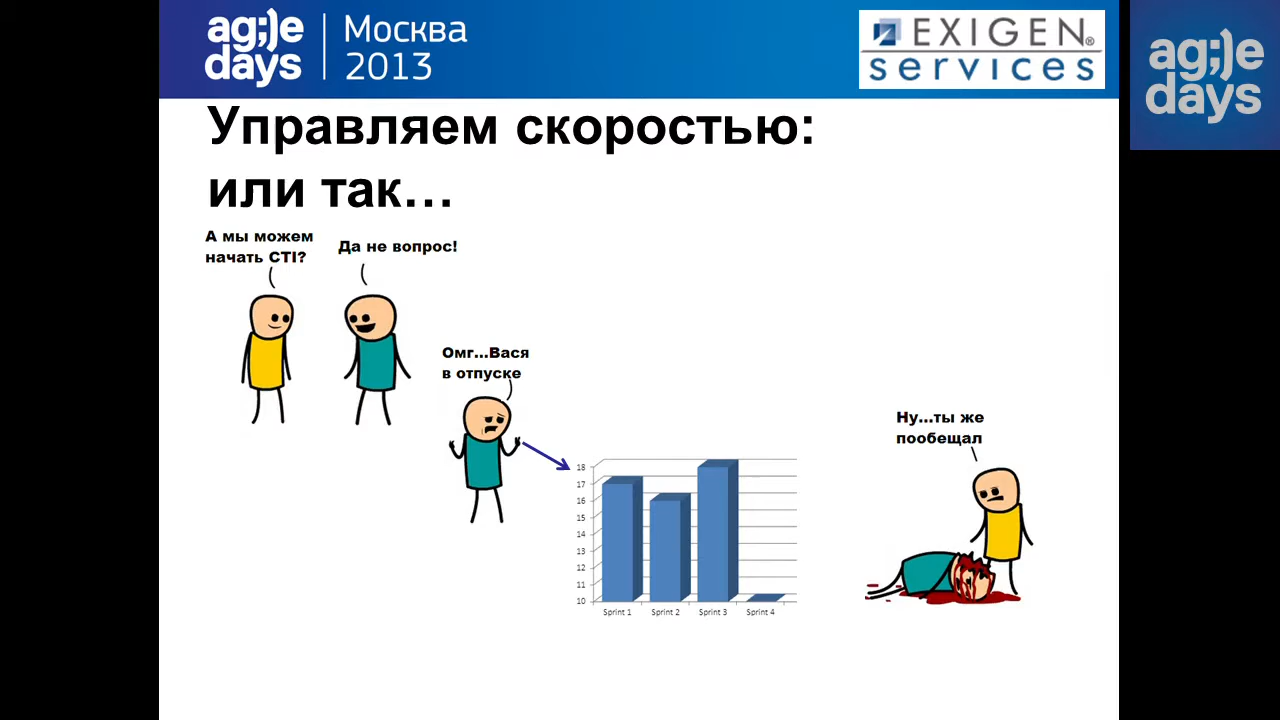 ag;)e
days
Москва
2013
EXIGEN®
services
ag;)e
days
Управляем скоростью:
или так...
А мы можем
начать CTI?
Да не вопрос!
Омг...Вася
в отпуске
Ну...ты же
пообещал
18
17
16
15
14
13
12
11
10
Sprint 1
Sprint 2
Sprint 3
Sprint 4